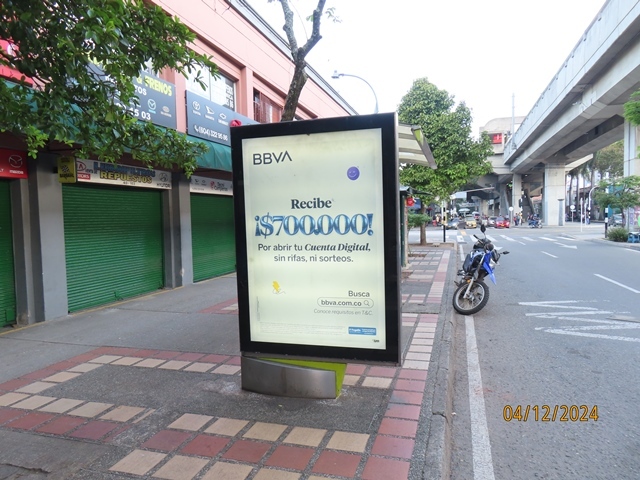 BBVA
Recibe
¡$700.000!
Por abrir tu Cuenta Digital,
sin rifas, ni sorteos.
Busca
bbva.com.co
Conoce requisitos en T&C
FRENOS
REPUESTOS
04/12/2024